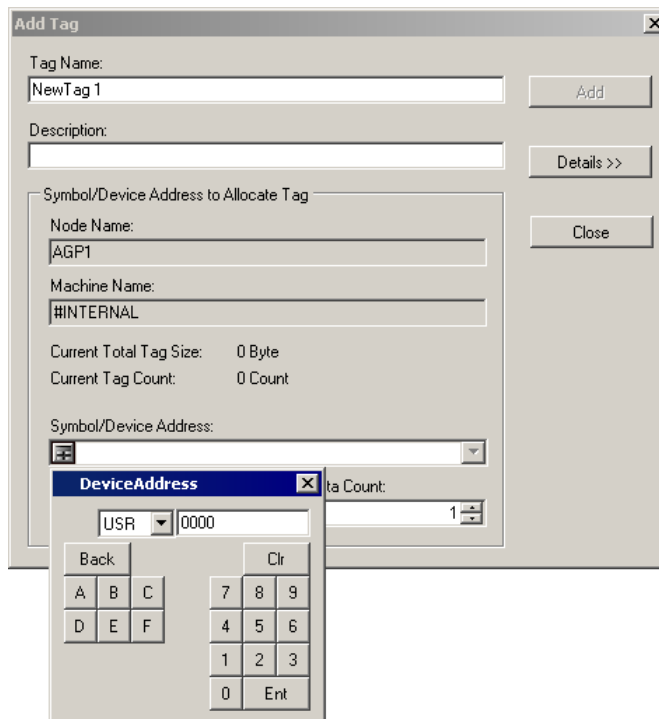 Add Tag
Tag Name:
NewTag 1
Add
Description:
Details >>
Symbol/Device Address to Allocate Tag
Node Name:
AGP1
Close
Machine Name:
#INTERNAL
Current Total Tag Size: 0 Byte
Current Tag Count: 0 Count
Symbol/Device Address:
DeviceAddress
ta Count:
USR 0000
1
Back Clr
A B C 7 8 9
D E F 4 5 6
1 2 3
0 Ent